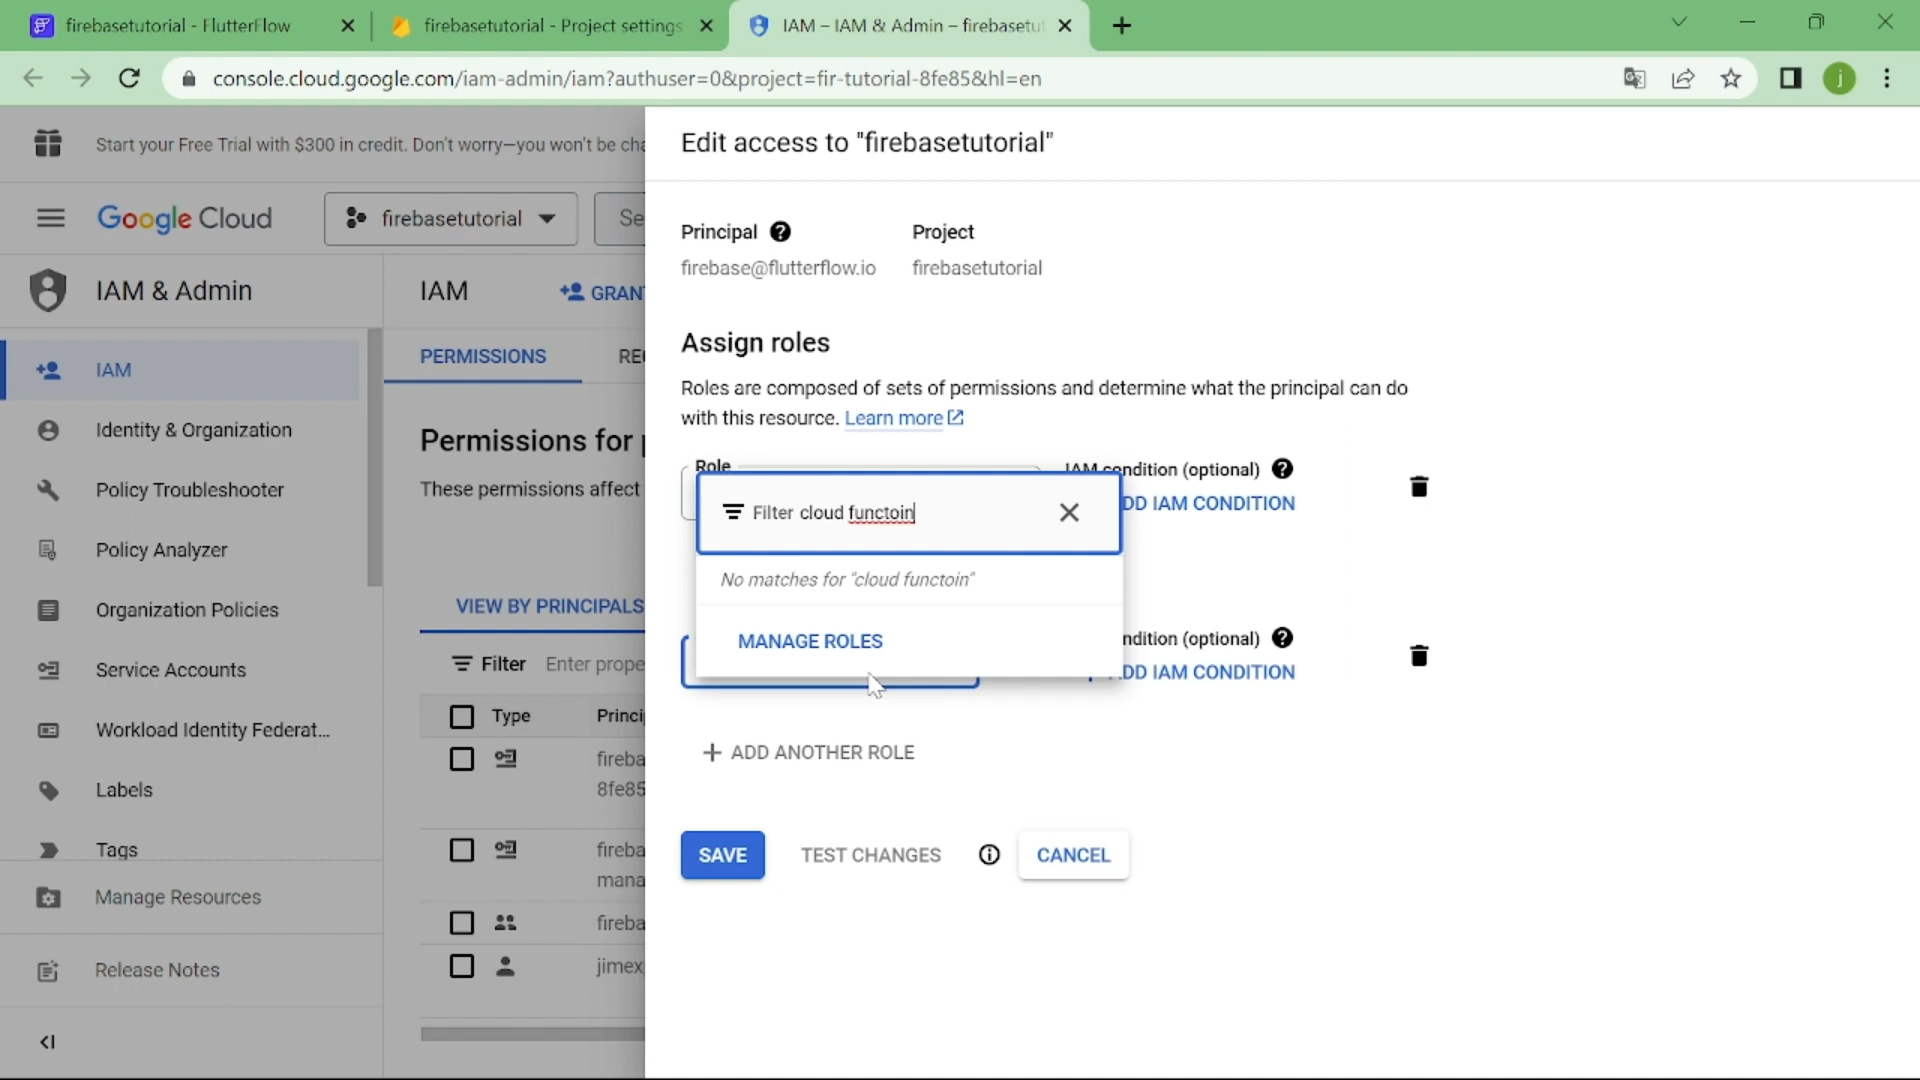 firebasetutorial - FlutterFlow
firebasetutorial - Project settings
IAM – IAM & Admin – firebasetut
console.cloud.google.com/iam-admin/iam?authuser=0&project=fir-tutorial-8fe85&hl=en
j
Start your Free Trial with $300 in credit. Don't worry—you won't be cha
Google Cloud
firebasetutorial
Se
IAM & Admin
IAM
Identity & Organization
Policy Troubleshooter
Policy Analyzer
Organization Policies
Service Accounts
Workload Identity Federat...
Labels
Tags
Manage Resources
Release Notes
IAM
GRANT
PERMISSIONS
RE
Permissions for p
These permissions affect
VIEW BY PRINCIPALS
Filter Enter prope
Type Princi
fireba
8fe85
fireba
mana
fireba
jimex
Edit access to "firebasetutorial"
Principal Project
firebase@flutterflow.io firebasetutorial
Assign roles
Roles are composed of sets of permissions and determine what the principal can do
with this resource. Learn more
Role
IAM condition (optional)
DD IAM CONDITION
Filter cloud functoin
No matches for "cloud functoin"
MANAGE ROLES
ndition (optional)
DD IAM CONDITION
+ ADD ANOTHER ROLE
SAVE TEST CHANGES CANCEL